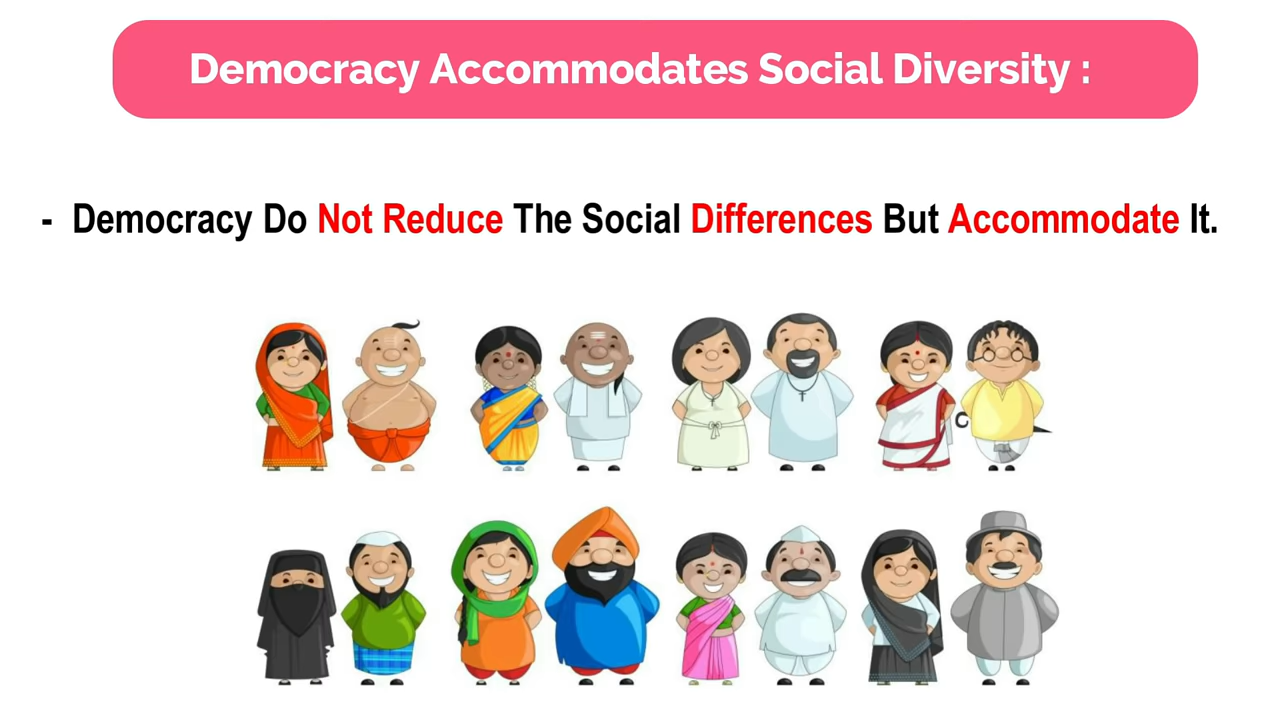 Democracy Accommodates Social Diversity :
- Democracy Do Not Reduce The Social Differences But Accommodate It.